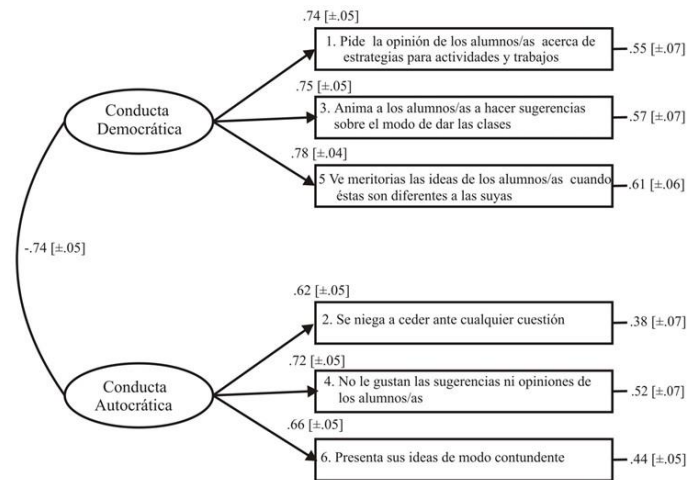 .74 [±.05]
1. Pide la opinión de los alumnos/as acerca de
estrategias para actividades y trabajos
.55 [±.07]
.75 [±.05]
Conducta
Democrática
3. Anima a los alumnos/as a hacer sugerencias
sobre el modo de dar las clases
.57 [±.07]
.78 [±.04]
5 Ve meritorias las ideas de los alumnos/as cuando
éstas son diferentes a las suyas
.61 [±.06]
-.74 [±.05]
.62 [±.05]
2. Se niega a ceder ante cualquier cuestión
.38 [±.07]
.72 [±.05]
Conducta
Autocrática
4. No le gustan las sugerencias ni opiniones de
los alumnos/as
.52 [±.07]
.66 [±.05]
6. Presenta sus ideas de modo contundente
.44 [±.05]